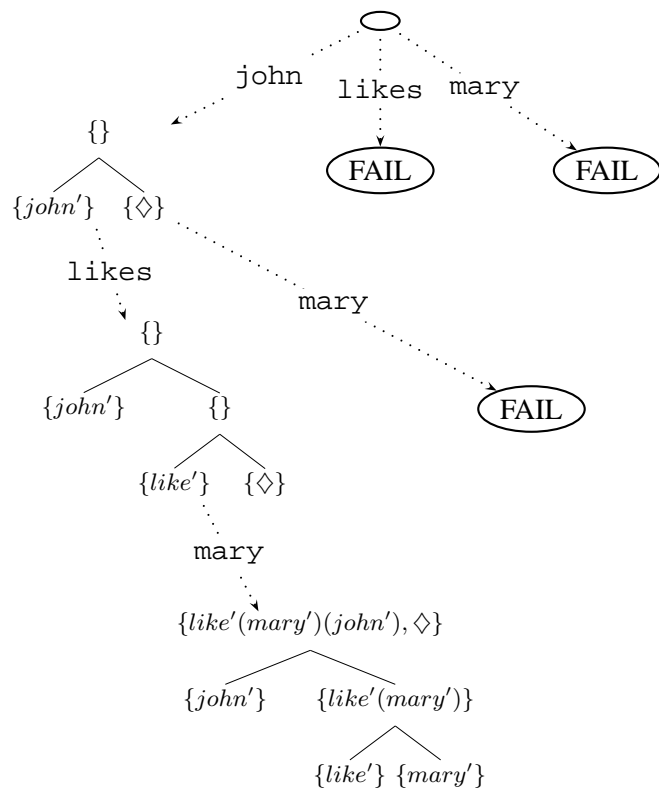 john likes mary
{}
FAIL FAIL
{john′} {◇}
likes
mary
{}
{john′} {} FAIL
{like′} {◇}
mary
{like′(mary′)(john′), ◇}
{john′} {like′(mary′)}
{like′} {mary′}